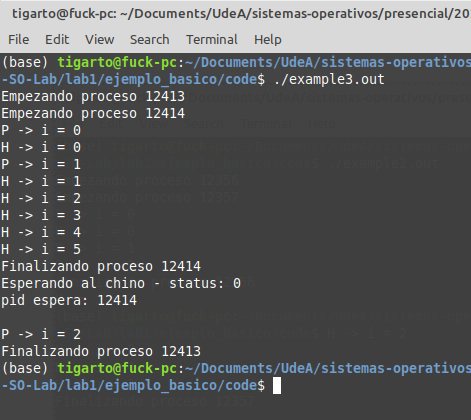 tigarto@fuck-pc: ~/Documents/UdeA/sistemas-operativos/presencial/20
File Edit View Search Terminal Help
(base) tigarto@fuck-pc:~/Documents/UdeA/sistemas-operativos
-SO-Lab/lab1/ejemplo_basico/code$ ./example3.out
Empezando proceso 12413
Empezando proceso 12414
P -> i = 0
H -> i = 0
P -> i = 1
H -> i = 1
H -> i = 2
H -> i = 3
H -> i = 4
H -> i = 5
Finalizando proceso 12414
Esperando al chino - status: 0
pid espera: 12414
P -> i = 2
Finalizando proceso 12413
(base) tigarto@fuck-pc:~/Documents/UdeA/sistemas-operativos
-SO-Lab/lab1/ejemplo_basico/code$